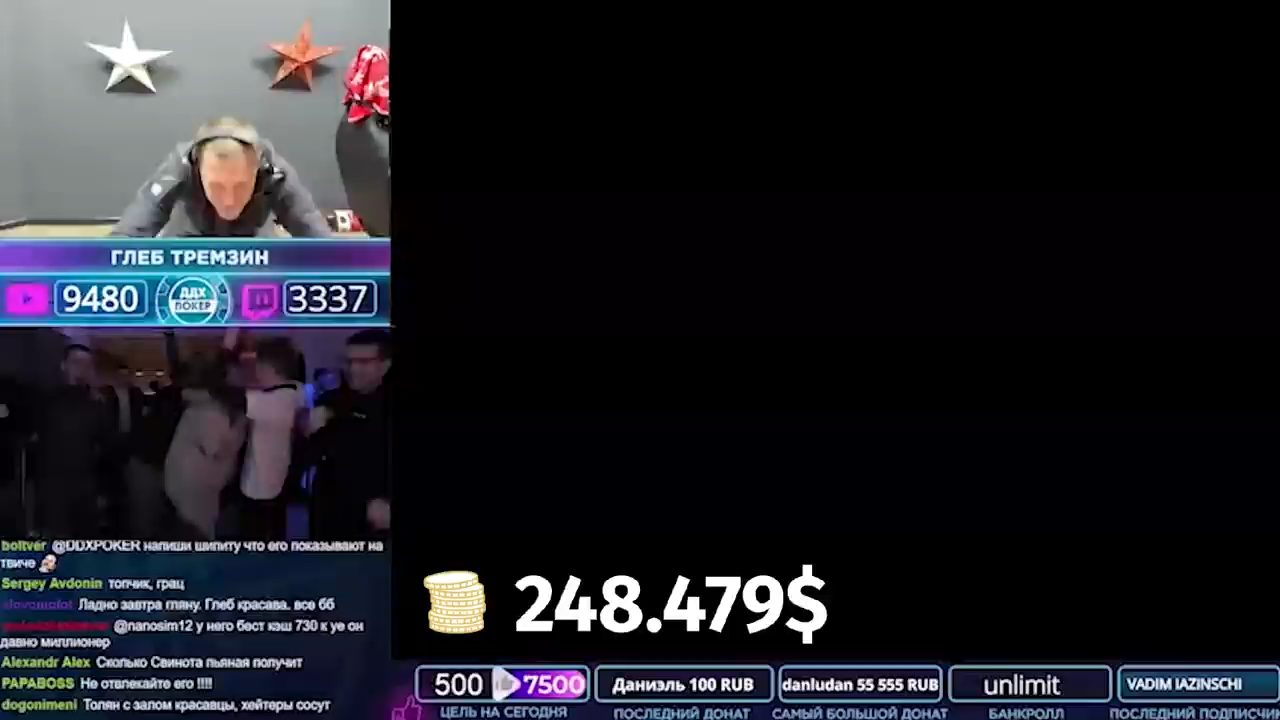 ГЛЕБ ТРЕМЗИН
9480
ДДХ
ПОКЕР
3337
boltver @DDXPOKER напиши шипиту что его показывают на
твиче
Sergey Avdonin топчик, грац
Ладно завтра гляну. Глеб красава. все бб
@nanosim12 у него бест кэш 730 к уе он
давно миллионер
Alexandr Alex Сколько Свинота пьяная получит
PAPABOSS Не отвлекайте его !!!!
dogonimeni Толян с залом красавцы, хейтеры сосут
248.479$
500 7500
ЦЕЛЬ НА СЕГОДНЯ
Даниэль 100 RUB
ПОСЛЕДНИЙ ДОНАТ
danludan 55 555 RUB
САМЫЙ БОЛЬШОЙ ДОНАТ
unlimit
БАНКРОЛЛ
VADIM IAZINSCHI
ПОСЛЕДНИЙ ПОДПИСЧИ